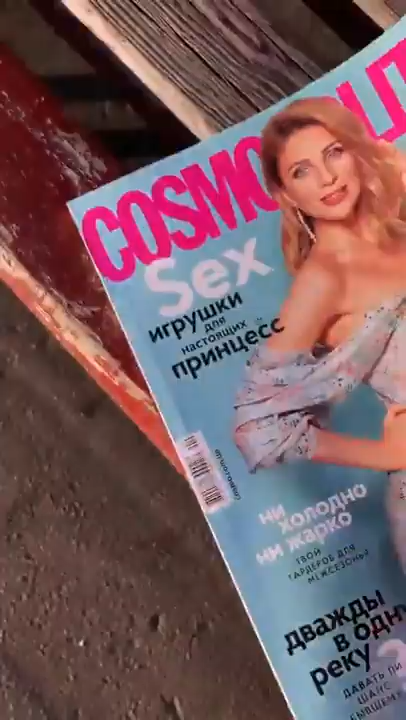 COSMOPOLIT
Sex
игрушки
для
настоящих
принцесс
ни
холодно
ни жарко
ТВОЙ
ГАРДЕРОБ ДЛЯ
МЕЖСЕЗОНЬЯ
дважды
в одну
реку?
ДАВАТЬ ЛИ
ШАНС
БЫВШЕМУ